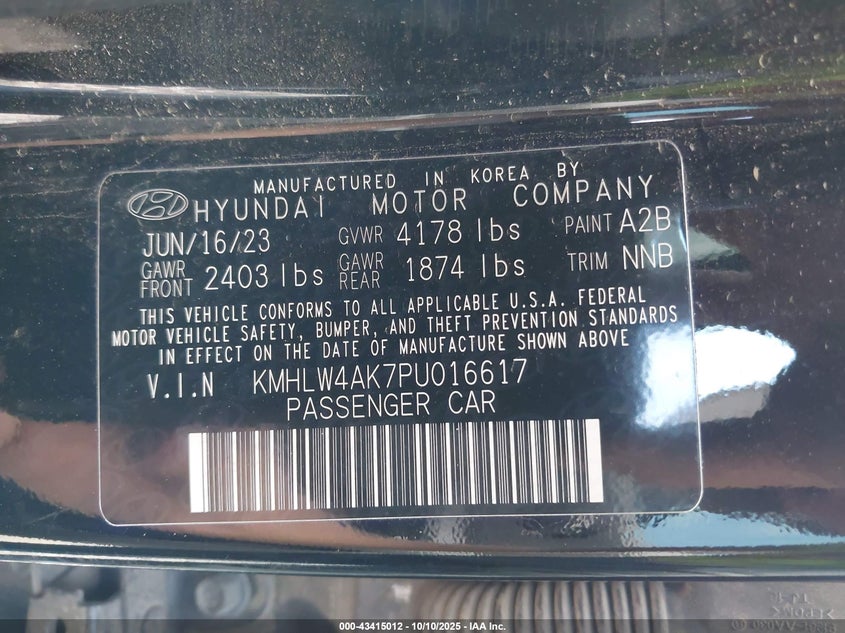 MANUFACTURED IN KOREA BY
HYUNDAI MOTOR COMPANY
JUN/16/23 GVWR 4178 lbs PAINT A2B
GAWR FRONT 2403 lbs GAWR REAR 1874 lbs TRIM NNB
THIS VEHICLE CONFORMS TO ALL APPLICABLE U.S.A. FEDERAL
MOTOR VEHICLE SAFETY, BUMPER, AND THEFT PREVENTION STANDARDS
IN EFFECT ON THE DATE OF MANUFACTURE SHOWN ABOVE
V.I.N KMHLW4AK7PU016617
PASSENGER CAR
000-43415012 - 10/10/2025 - IAA Inc.